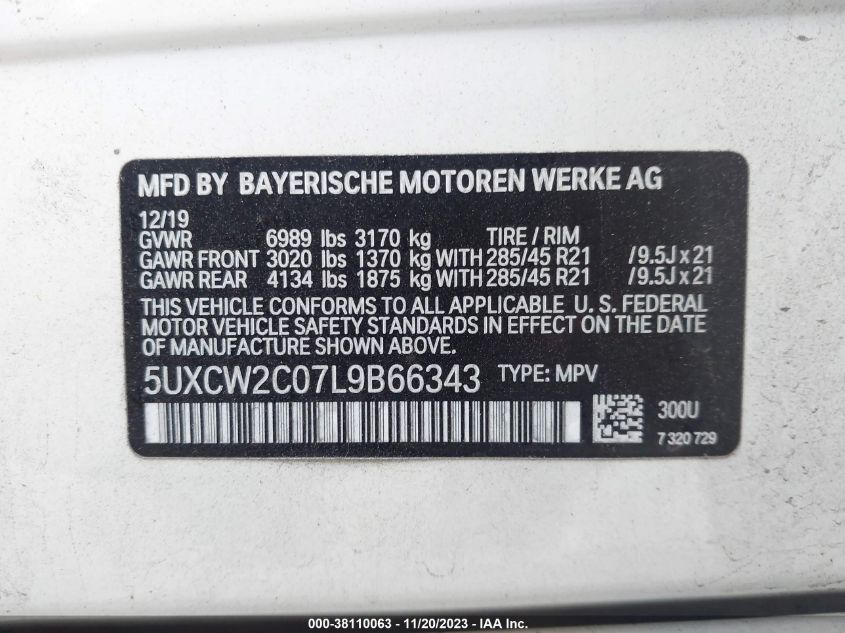 MFD BY BAYERISCHE MOTOREN WERKE AG
12/19
GVWR 6989 lbs 3170 kg TIRE / RIM
GAWR FRONT 3020 lbs 1370 kg WITH 285/45 R21 /9.5J x 21
GAWR REAR 4134 lbs 1875 kg WITH 285/45 R21 /9.5J x 21
THIS VEHICLE CONFORMS TO ALL APPLICABLE U. S. FEDERAL
MOTOR VEHICLE SAFETY STANDARDS IN EFFECT ON THE DATE
OF MANUFACTURE SHOWN ABOVE.
5UXCW2C07L9B66343 TYPE: MPV
300U
7 320 729
000-38110063 - 11/20/2023 - IAA Inc.